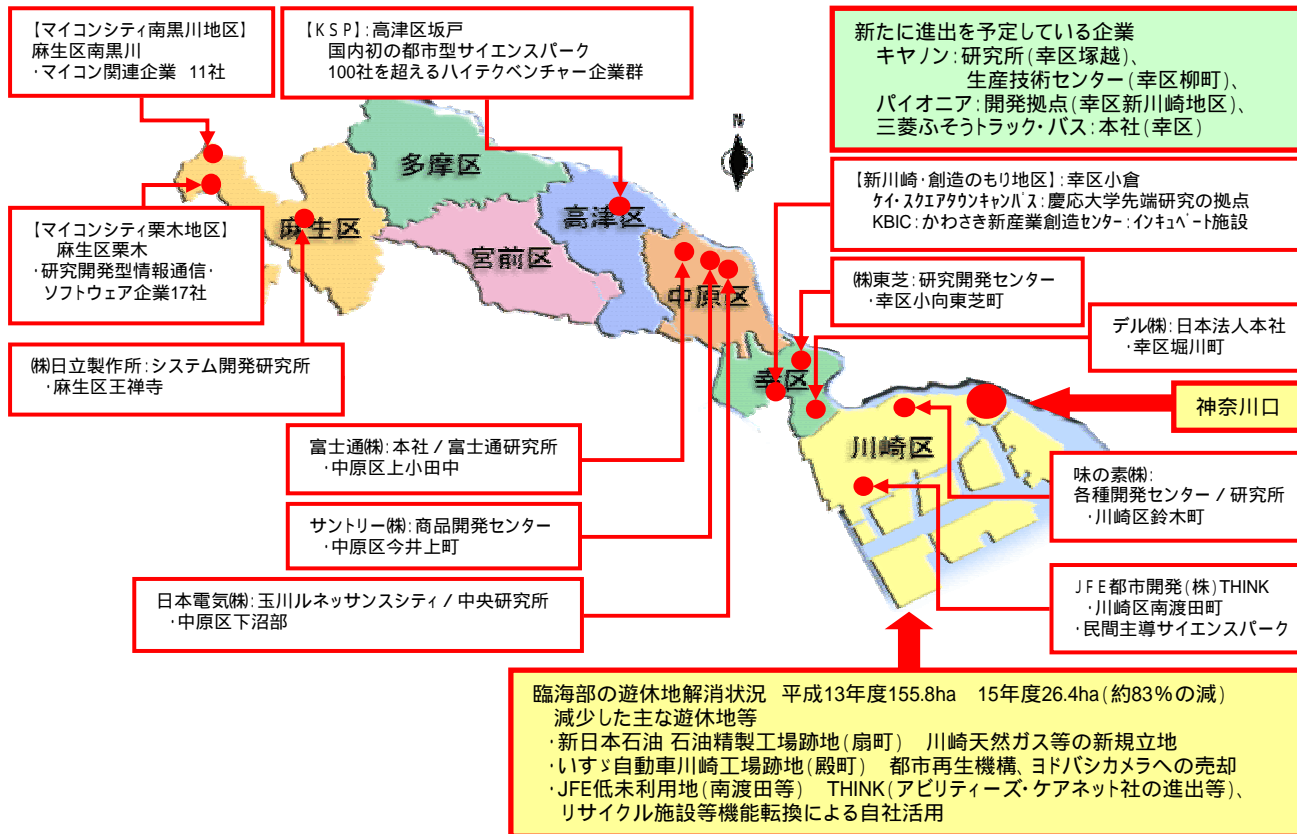 【マイコンシティ南黒川地区】
麻生区南黒川
・マイコン関連企業 11社
【KSP】:高津区坂戸
国内初の都市型サイエンスパーク
100社を超えるハイテクベンチャー企業群
新たに進出を予定している企業
キヤノン:研究所(幸区塚越)、
生産技術センター(幸区柳町)、
パイオニア:開発拠点(幸区新川崎地区)、
三菱ふそうトラック・バス:本社(幸区)
N
多摩区
麻生区
高津区
宮前区
中原区
幸区
川崎区
【新川崎・創造のもり地区】:幸区小倉
ケイ・スクエアタウンキャンパス:慶応大学先端研究の拠点
KBIC:かわさき新産業創造センター:インキュベート施設
【マイコンシティ栗木地区】
麻生区栗木
・研究開発型情報通信・
ソフトウェア企業17社
㈱東芝:研究開発センター
・幸区小向東芝町
デル㈱:日本法人本社
・幸区堀川町
㈱日立製作所:システム開発研究所
・麻生区王禅寺
神奈川口
富士通㈱:本社/富士通研究所
・中原区上小田中
味の素㈱:
各種開発センター/研究所
・川崎区鈴木町
サントリー㈱:商品開発センター
・中原区今井上町
日本電気㈱:玉川ルネッサンスシティ/中央研究所
・中原区下沼部
JFE都市開発(株)THINK
・川崎区南渡田町
・民間主導サイエンスパーク
臨海部の遊休地解消状況 平成13年度155.8ha 15年度26.4ha(約83%の減)
減少した主な遊休地等
・新日本石油 石油精製工場跡地(扇町) 川崎天然ガス等の新規立地
・いすゞ自動車川崎工場跡地(殿町) 都市再生機構、ヨドバシカメラへの売却
・JFE低未利用地(南渡田等) THINK(アビリティーズ・ケアネット社の進出等)、
リサイクル施設等機能転換による自社活用